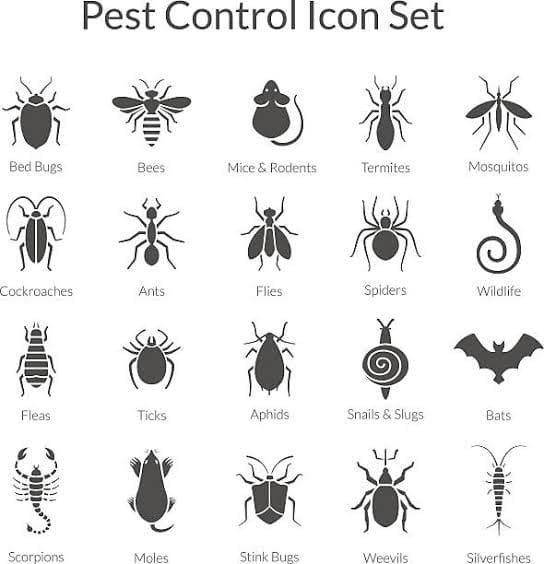 Pest Control Icon Set
Bed Bugs
Bees
Mice & Rodents
Termites
Mosquitos
Cockroaches
Ants
Flies
Spiders
Wildlife
Fleas
Ticks
Aphids
Snails & Slugs
Bats
Scorpions
Moles
Stink Bugs
Weevils
Silverfishes